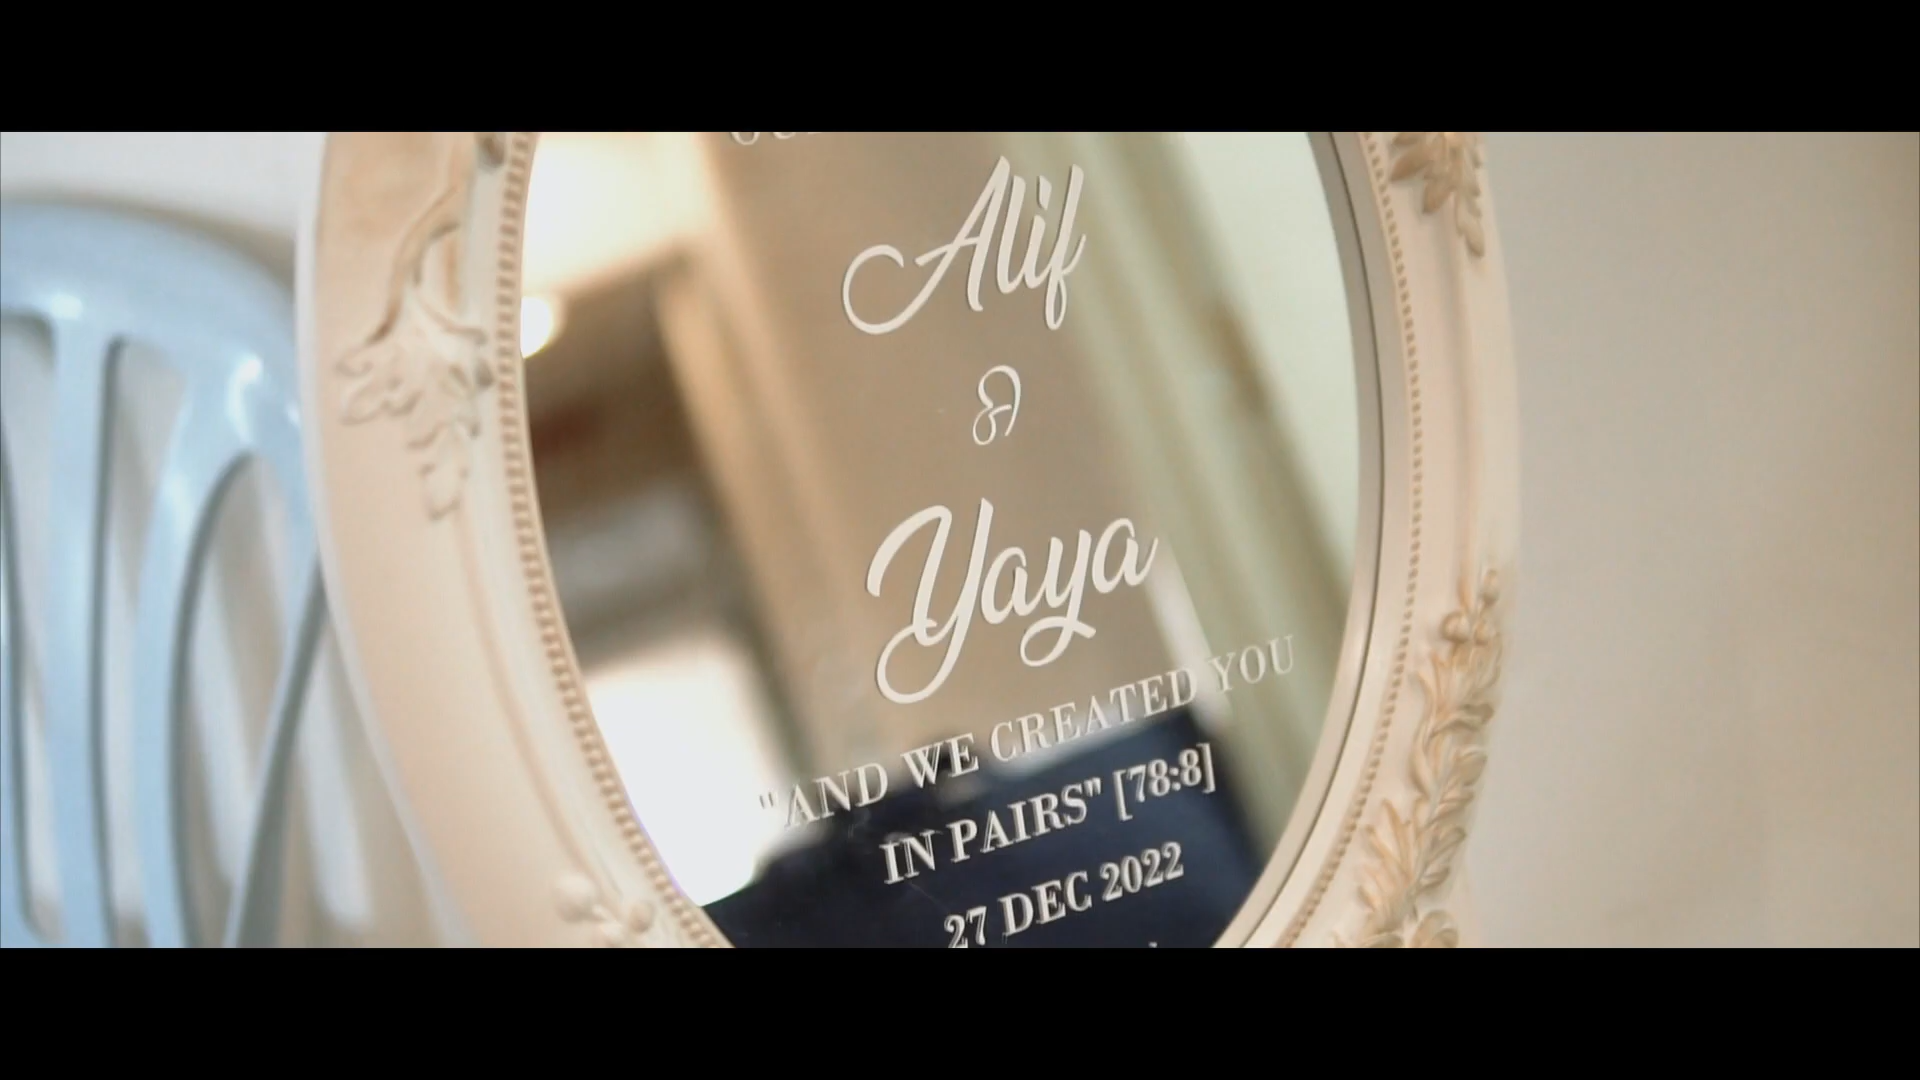 Alif
&
Yaya
"AND WE CREATED YOU
IN PAIRS" [78:8]
27 DEC 2022